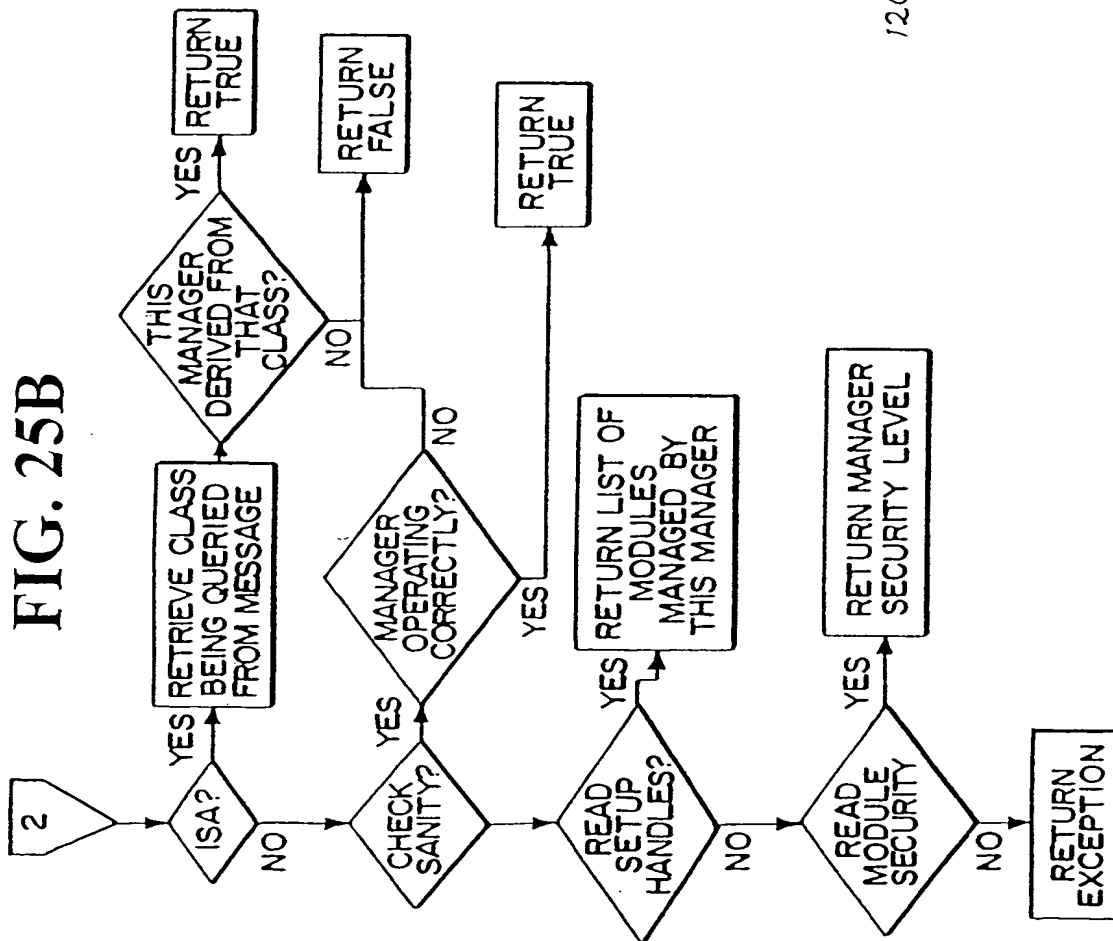 FIG. 25B
2
ISA?
YES
NO
RETRIEVE CLASS
BEING QUERIED
FROM MESSAGE
THIS
MANAGER
DERIVED FROM
THAT
CLASS?
YES
RETURN
TRUE
NO
RETURN
FALSE
CHECK
SANITY?
YES
MANAGER
OPERATING
CORRECTLY?
NO
YES
RETURN
TRUE
READ
SETUP
HANDLES?
YES
NO
RETURN LIST OF
MODULES
MANAGED BY
THIS MANAGER
READ
MODULE
SECURITY
YES
NO
RETURN MANAGER
SECURITY LEVEL
RETURN
EXCEPTION